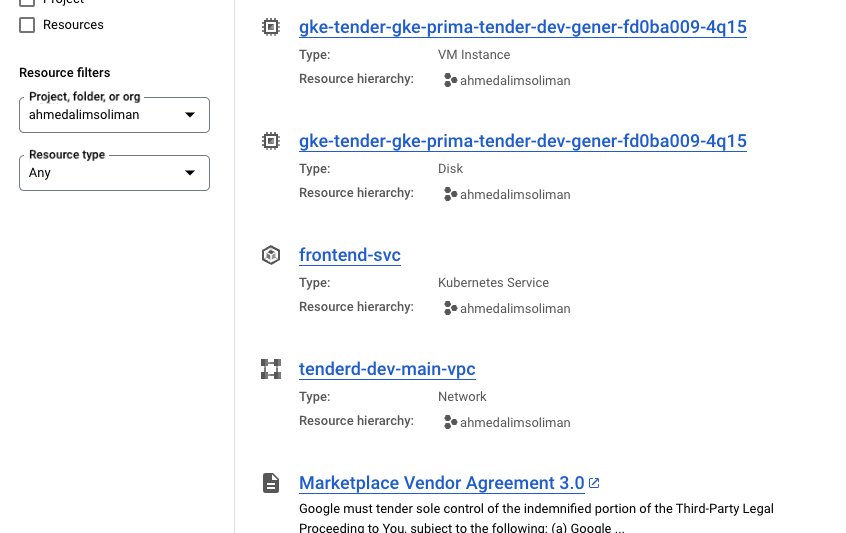 Project
Resources
Resource filters
Project, folder, or org
ahmedalimsoliman
Resource type
Any
gke-tender-gke-prima-tender-dev-gener-fd0ba009-4q15
Type: VM Instance
Resource hierarchy: ahmedalimsoliman
gke-tender-gke-prima-tender-dev-gener-fd0ba009-4q15
Type: Disk
Resource hierarchy: ahmedalimsoliman
frontend-svc
Type: Kubernetes Service
Resource hierarchy: ahmedalimsoliman
tenderd-dev-main-vpc
Type: Network
Resource hierarchy: ahmedalimsoliman
Marketplace Vendor Agreement 3.0
Google must tender sole control of the indemnified portion of the Third-Party Legal
Proceeding to You, subject to the following: (a) Google ...